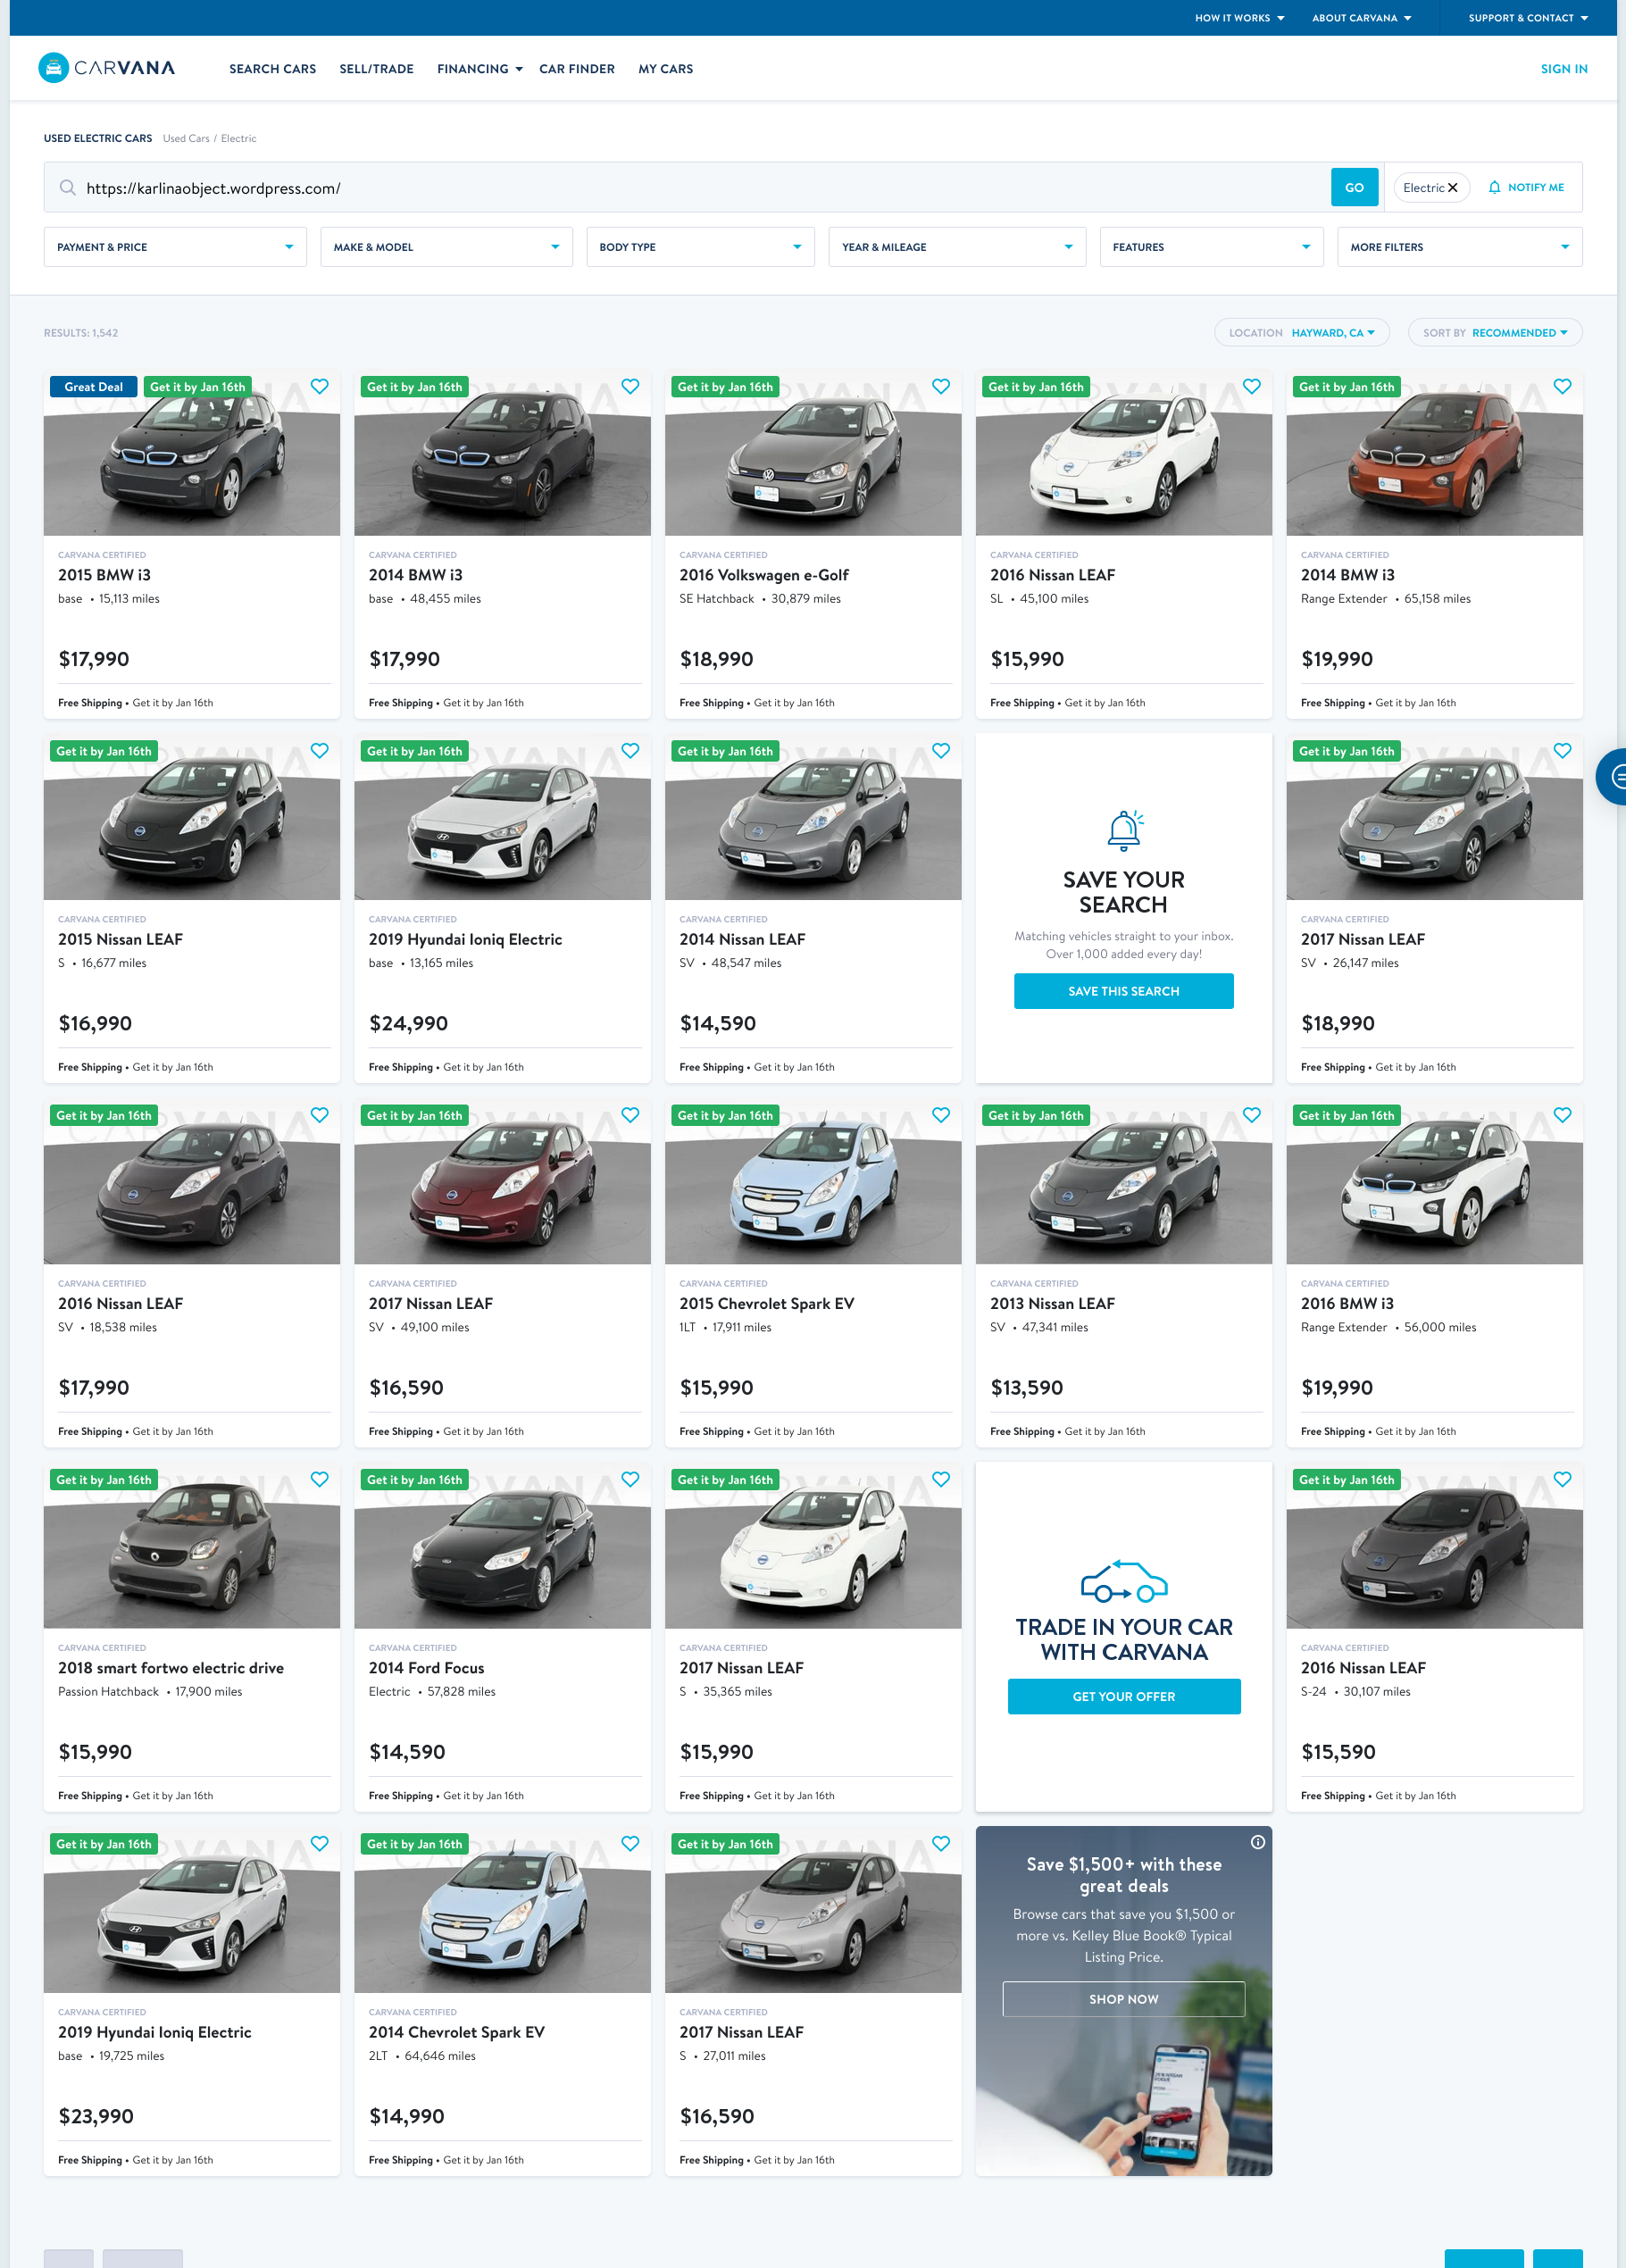 HOW IT WORKS ABOUT CARVANA SUPPORT & CONTACT
CARVANA SEARCH CARS SELL/TRADE FINANCING CAR FINDER MY CARS SIGN IN
USED ELECTRIC CARS Used Cars / Electric
https://karlinaobject.wordpress.com/ GO Electric NOTIFY ME
PAYMENT & PRICE MAKE & MODEL BODY TYPE YEAR & MILEAGE FEATURES MORE FILTERS
RESULTS: 1,542 LOCATION HAYWARD, CA SORT BY RECOMMENDED
Great Deal Get it by Jan 16th
CARVANA CERTIFIED
2015 BMW i3
base • 15,113 miles
$17,990
Free Shipping • Get it by Jan 16th
Get it by Jan 16th
CARVANA CERTIFIED
2014 BMW i3
base • 48,455 miles
$17,990
Free Shipping • Get it by Jan 16th
Get it by Jan 16th
CARVANA CERTIFIED
2016 Volkswagen e-Golf
SE Hatchback • 30,879 miles
$18,990
Free Shipping • Get it by Jan 16th
Get it by Jan 16th
CARVANA CERTIFIED
2016 Nissan LEAF
SL • 45,100 miles
$15,990
Free Shipping • Get it by Jan 16th
Get it by Jan 16th
CARVANA CERTIFIED
2014 BMW i3
Range Extender • 65,158 miles
$19,990
Free Shipping • Get it by Jan 16th
Get it by Jan 16th
CARVANA CERTIFIED
2015 Nissan LEAF
S • 16,677 miles
$16,990
Free Shipping • Get it by Jan 16th
Get it by Jan 16th
CARVANA CERTIFIED
2019 Hyundai Ioniq Electric
base • 13,165 miles
$24,990
Free Shipping • Get it by Jan 16th
Get it by Jan 16th
CARVANA CERTIFIED
2014 Nissan LEAF
SV • 48,547 miles
$14,590
Free Shipping • Get it by Jan 16th
SAVE YOUR
SEARCH
Matching vehicles straight to your inbox.
Over 1,000 added every day!
SAVE THIS SEARCH
Get it by Jan 16th
CARVANA CERTIFIED
2017 Nissan LEAF
SV • 26,147 miles
$18,990
Free Shipping • Get it by Jan 16th
Get it by Jan 16th
CARVANA CERTIFIED
2016 Nissan LEAF
SV • 18,538 miles
$17,990
Free Shipping • Get it by Jan 16th
Get it by Jan 16th
CARVANA CERTIFIED
2017 Nissan LEAF
SV • 49,100 miles
$16,590
Free Shipping • Get it by Jan 16th
Get it by Jan 16th
CARVANA CERTIFIED
2015 Chevrolet Spark EV
1LT • 17,911 miles
$15,990
Free Shipping • Get it by Jan 16th
Get it by Jan 16th
CARVANA CERTIFIED
2013 Nissan LEAF
SV • 47,341 miles
$13,590
Free Shipping • Get it by Jan 16th
Get it by Jan 16th
CARVANA CERTIFIED
2016 BMW i3
Range Extender • 56,000 miles
$19,990
Free Shipping • Get it by Jan 16th
Get it by Jan 16th
CARVANA CERTIFIED
2018 smart fortwo electric drive
Passion Hatchback • 17,900 miles
$15,990
Free Shipping • Get it by Jan 16th
Get it by Jan 16th
CARVANA CERTIFIED
2014 Ford Focus
Electric • 57,828 miles
$14,590
Free Shipping • Get it by Jan 16th
Get it by Jan 16th
CARVANA CERTIFIED
2017 Nissan LEAF
S • 35,365 miles
$15,990
Free Shipping • Get it by Jan 16th
TRADE IN YOUR CAR
WITH CARVANA
GET YOUR OFFER
Get it by Jan 16th
CARVANA CERTIFIED
2016 Nissan LEAF
S-24 • 30,107 miles
$15,590
Free Shipping • Get it by Jan 16th
Get it by Jan 16th
CARVANA CERTIFIED
2019 Hyundai Ioniq Electric
base • 19,725 miles
$23,990
Free Shipping • Get it by Jan 16th
Get it by Jan 16th
CARVANA CERTIFIED
2014 Chevrolet Spark EV
2LT • 64,646 miles
$14,990
Free Shipping • Get it by Jan 16th
Get it by Jan 16th
CARVANA CERTIFIED
2017 Nissan LEAF
S • 27,011 miles
$16,590
Free Shipping • Get it by Jan 16th
Save $1,500+ with these
great deals
Browse cars that save you $1,500 or
more vs. Kelley Blue Book® Typical
Listing Price.
SHOP NOW